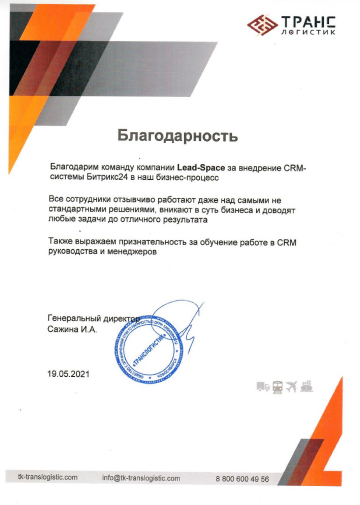 ТРАНС
ЛОГИСТИК
Благодарность
Благодарим команду компании Lead-Space за внедрение CRM-
системы Битрикс24 в наш бизнес-процесс
Все сотрудники отзывчиво работают даже над самыми не
стандартными решениями, вникают в суть бизнеса и доводят
любые задачи до отличного результата
Также выражаем признательность за обучение работе в CRM
руководства и менеджеров
Генеральный директор
Сажина И.А.
«ТРАНСЛОГИСТИК»
19.05.2021
tk-translogistic.com info@tk-translogistic.com 8 800 600 49 56